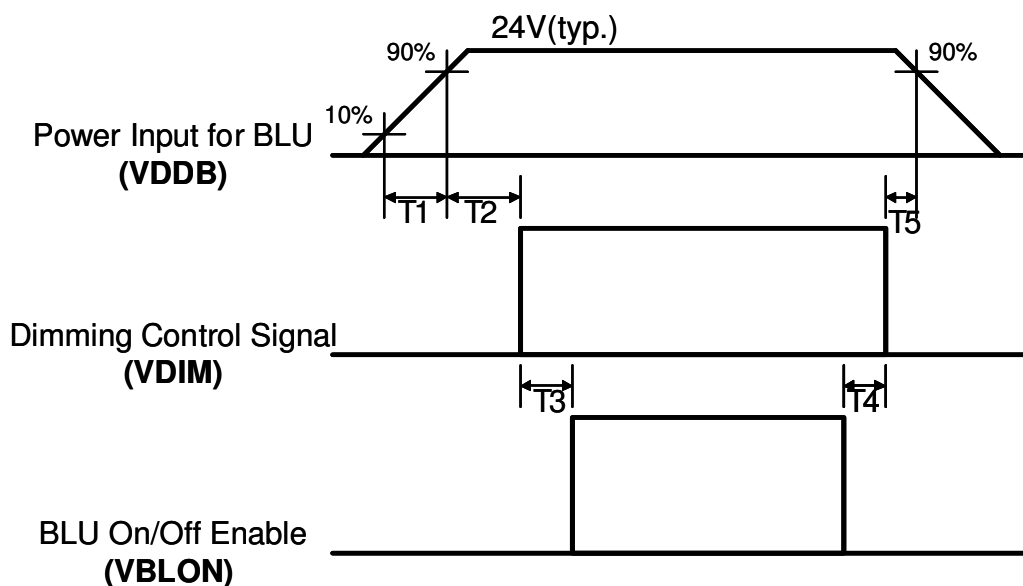 24V(typ.)
90%
90%
10%
Power Input for BLU
(VDDB)
T1
T2
T5
Dimming Control Signal
(VDIM)
T3
T4
BLU On/Off Enable
(VBLON)